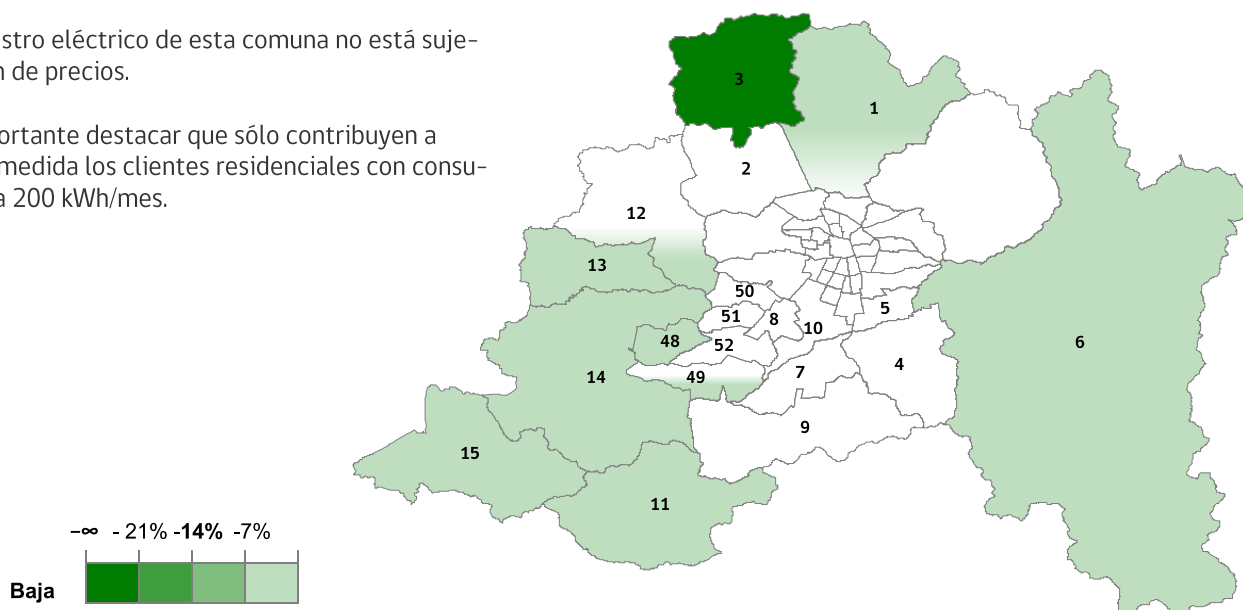 stro eléctrico de esta comuna no está suje-
n de precios.
ortante destacar que sólo contribuyen a
medida los clientes residenciales con consu-
a 200 kWh/mes.
3
1
2
12
13
50
51
8
10
5
48
52
6
14
49
7
4
9
15
11
-∞ - 21% -14% -7%
Baja